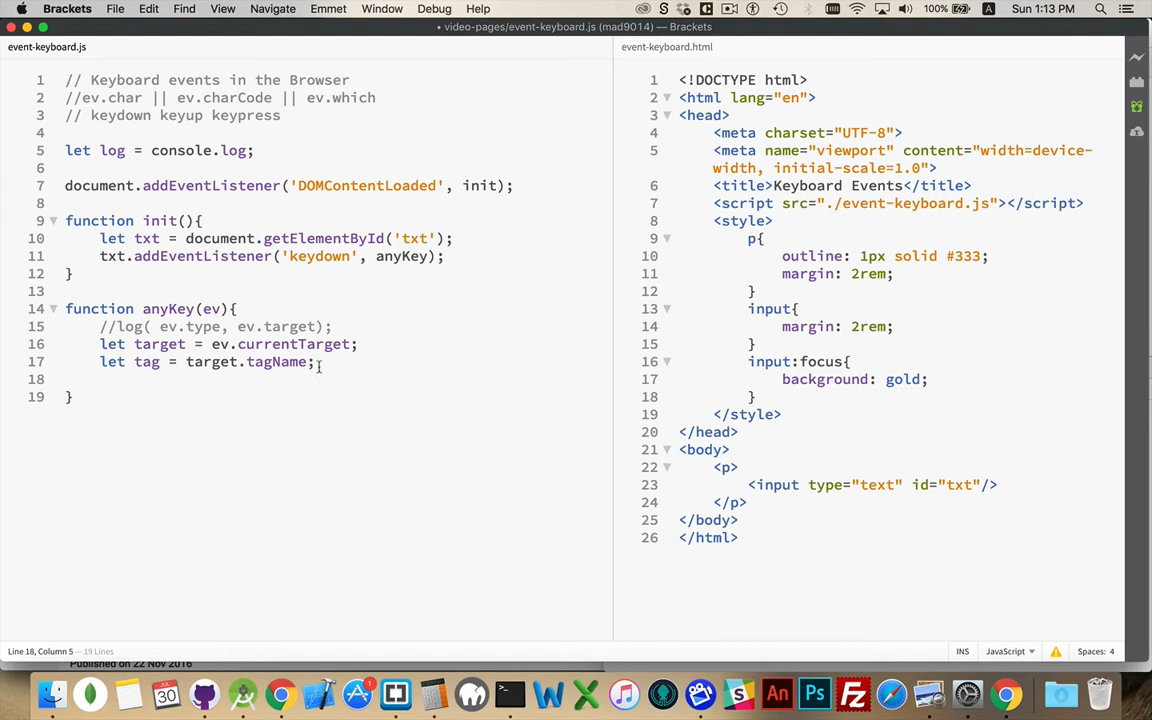 Brackets File Edit Find View Navigate Emmet Window Debug Help 100% A Sun 1:13 PM
• video-pages/event-keyboard.js (mad9014) — Brackets
event-keyboard.js
1 // Keyboard events in the Browser
2 //ev.char || ev.charCode || ev.which
3 // keydown keyup keypress
4
5 let log = console.log;
6
7 document.addEventListener('DOMContentLoaded', init);
8
9 function init(){
10 let txt = document.getElementById('txt');
11 txt.addEventListener('keydown', anyKey);
12 }
13
14 function anyKey(ev){
15 //log( ev.type, ev.target);
16 let target = ev.currentTarget;
17 let tag = target.tagName;
18
19 }
event-keyboard.html
1 <!DOCTYPE html>
2 <html lang="en">
3 <head>
4 <meta charset="UTF-8">
5 <meta name="viewport" content="width=device-
width, initial-scale=1.0">
6 <title>Keyboard Events</title>
7 <script src="./event-keyboard.js"></script>
8 <style>
9 p{
10 outline: 1px solid #333;
11 margin: 2rem;
12 }
13 input{
14 margin: 2rem;
15 }
16 input:focus{
17 background: gold;
18 }
19 </style>
20 </head>
21 <body>
22 <p>
23 <input type="text" id="txt"/>
24 </p>
25 </body>
26 </html>
Line 18, Column 5 — 19 Lines
INS JavaScript Spaces: 4
Published on 22 Nov 2016
JUL
30
1
W
X
S
An
Ps
Fz